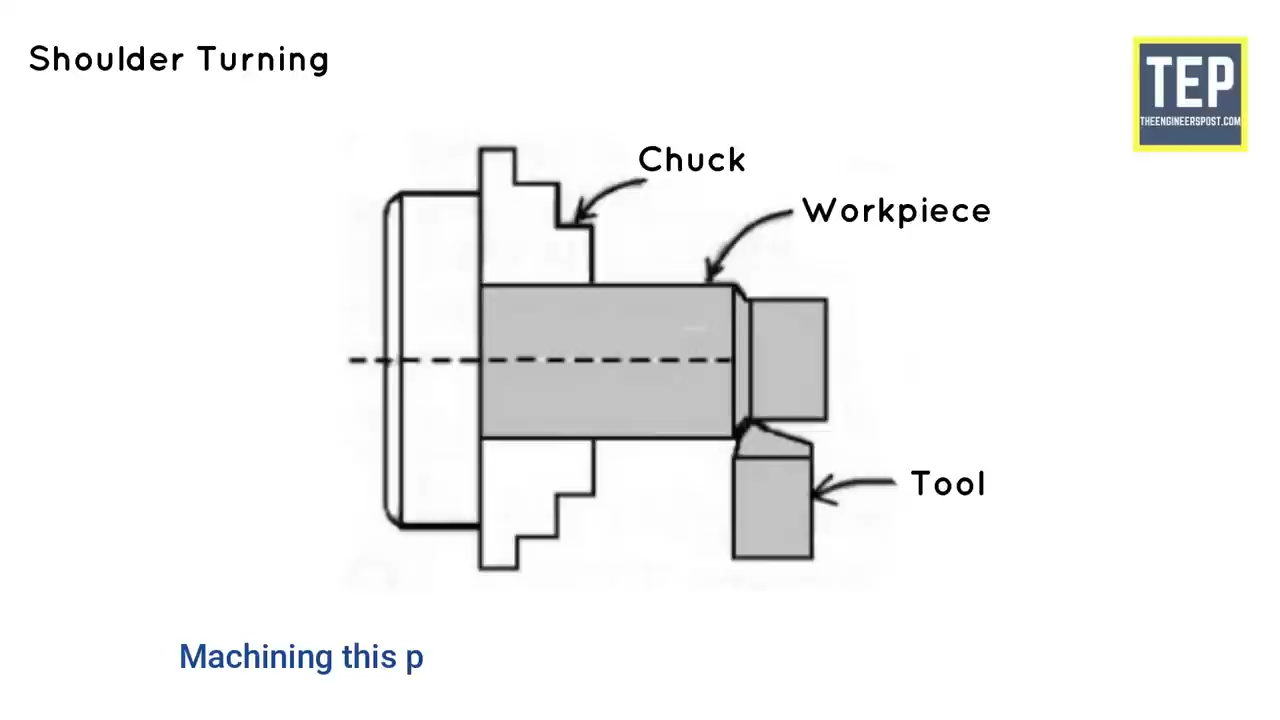 Shoulder Turning
TEP
THEENGINEERSPOST.COM
Chuck
Workpiece
Tool
Machining this p